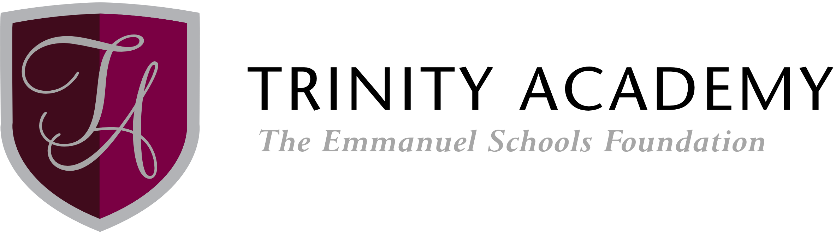 TA
TRINITY ACADEMY
The Emmanuel Schools Foundation